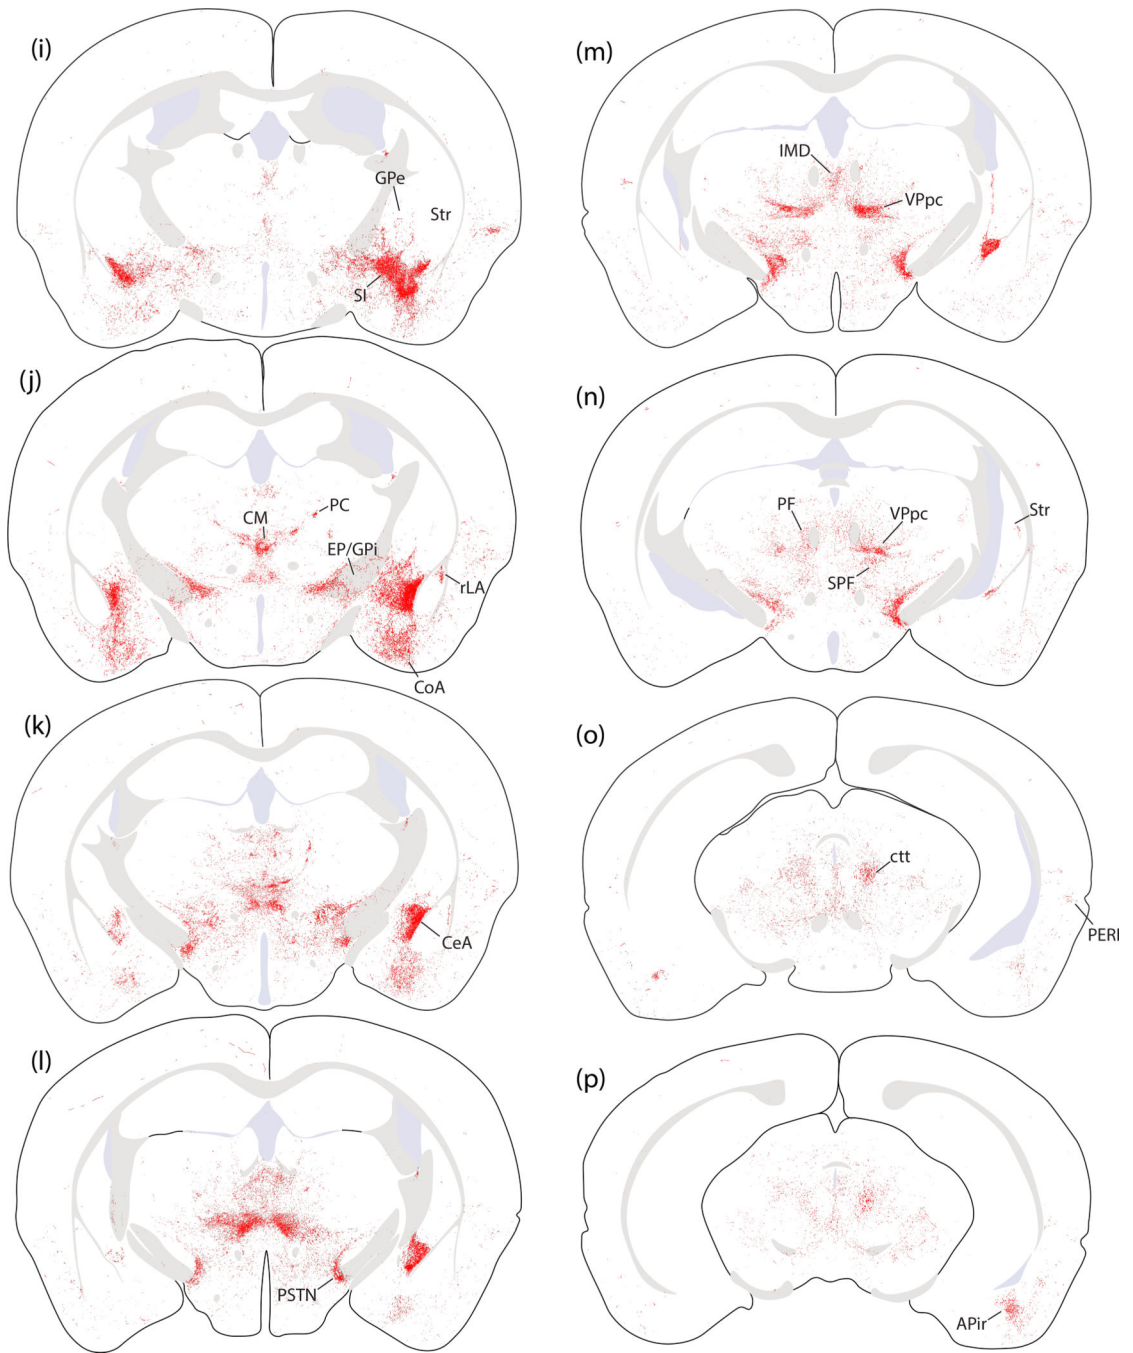 (i)
GPe
Str
SI
(j)
PC
CM
EP/GPi
rLA
CoA
(k)
CeA
(l)
PSTN
(m)
IMD
VPpc
(n)
PF
VPpc
Str
SPF
(o)
ctt
PERI
(p)
APir